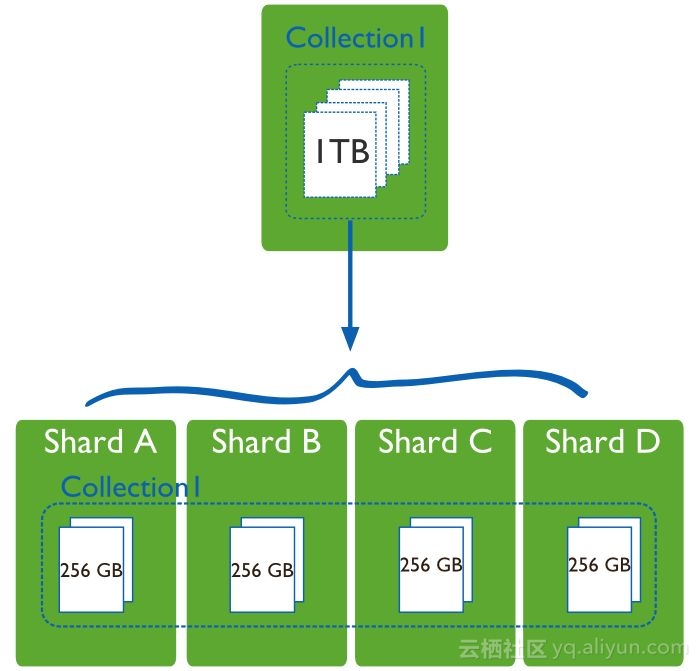 Collection1
1TB
Shard A Shard B Shard C Shard D
Collection1
256 GB 256 GB 256 GB 256 GB
云栖社区 yq.aliyun.com